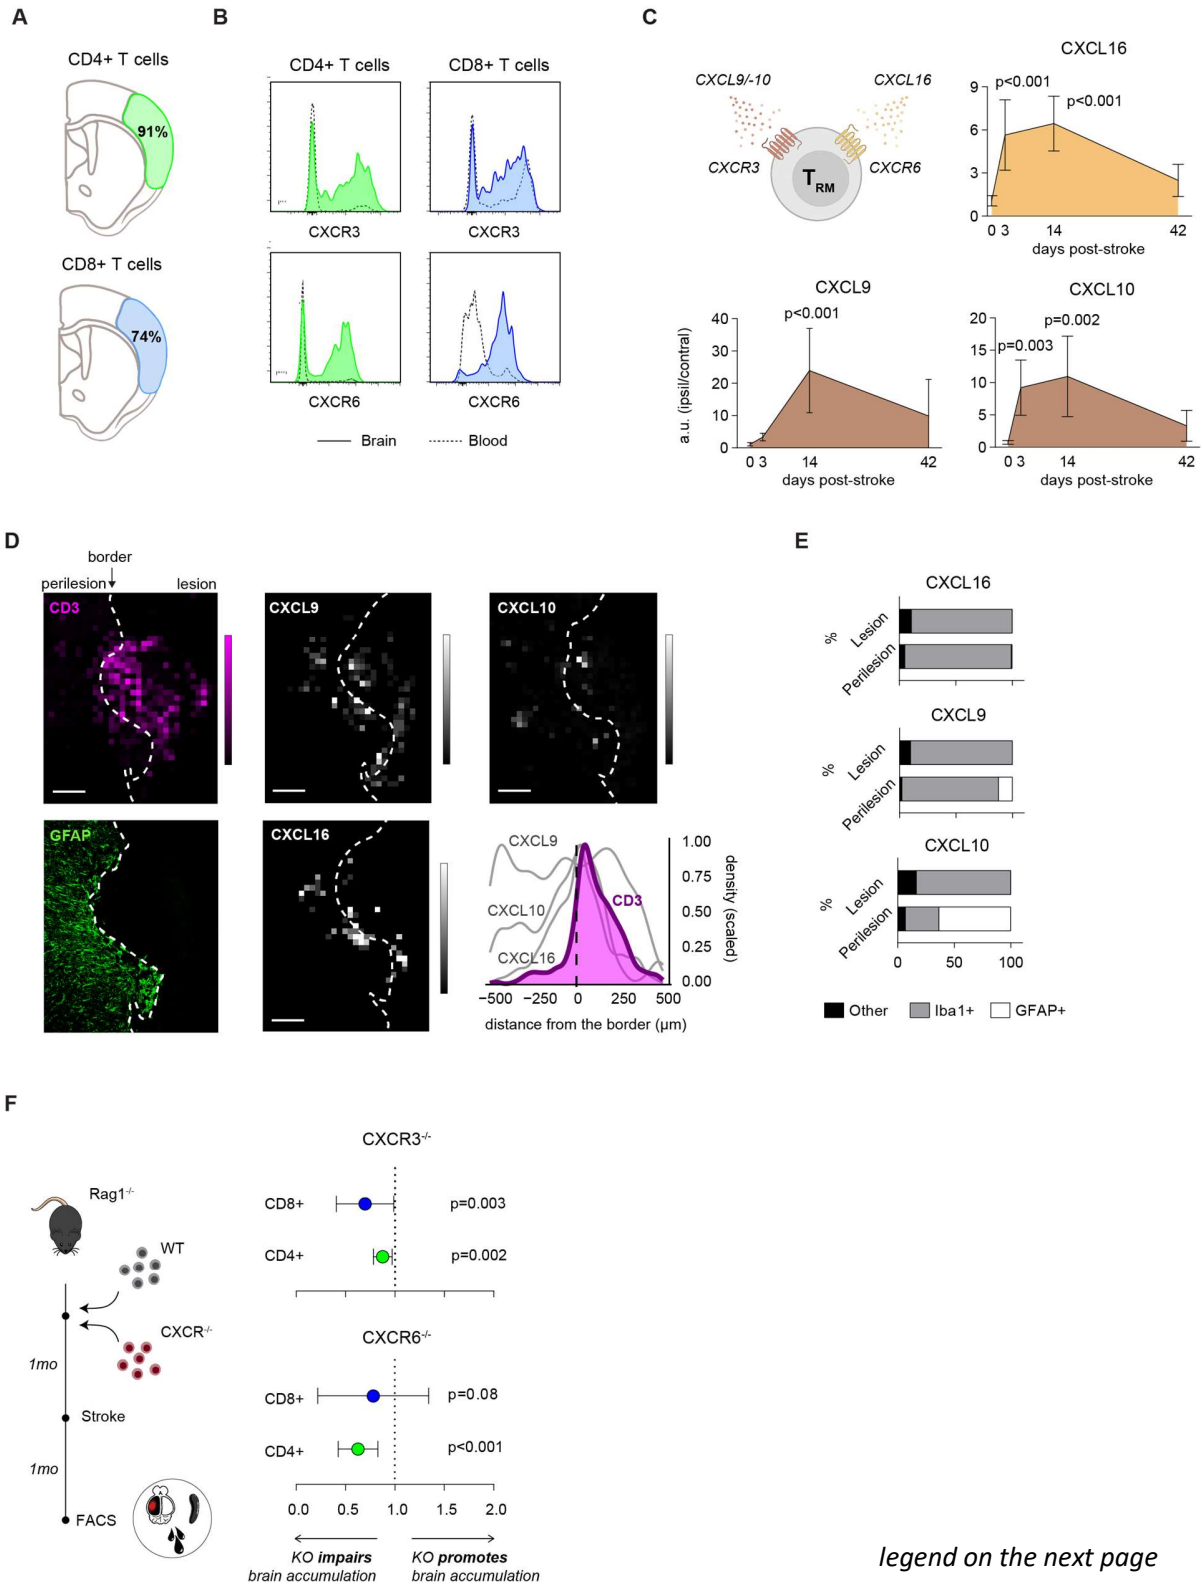 A
CD4+ T cells
91%
CD8+ T cells
74%
B
CD4+ T cells
CD8+ T cells
CXCR3
CXCR3
CXCR6
CXCR6
Brain
Blood
C
CXCL9/-10
CXCL16
CXCR3
CXCR6
TRM
CXCL16
9
6
3
0
p<0.001
p<0.001
0 3 14 42
days post-stroke
CXCL9
a.u. (ipsil/contral)
40
30
20
10
0
p<0.001
0 3 14 42
days post-stroke
CXCL10
20
15
10
5
0
p=0.003
p=0.002
0 3 14 42
days post-stroke
D
border
perilesion
lesion
CD3
CXCL9
CXCL10
GFAP
CXCL16
CXCL9
CXCL10
CXCL16
CD3
1.00
0.75
0.50
0.25
0.00
density (scaled)
−500 −250 0 250 500
distance from the border (µm)
E
CXCL16
%
Lesion
Perilesion
CXCL9
%
Lesion
Perilesion
CXCL10
%
Lesion
Perilesion
0 50 100
Other Iba1+ GFAP+
F
Rag1-/-
WT
CXCR-/-
1mo
Stroke
1mo
FACS
CXCR3-/-
CD8+ p=0.003
CD4+ p=0.002
CXCR6-/-
CD8+ p=0.08
CD4+ p<0.001
0.0 0.5 1.0 1.5 2.0
KO impairs
brain accumulation
KO promotes
brain accumulation
legend on the next page